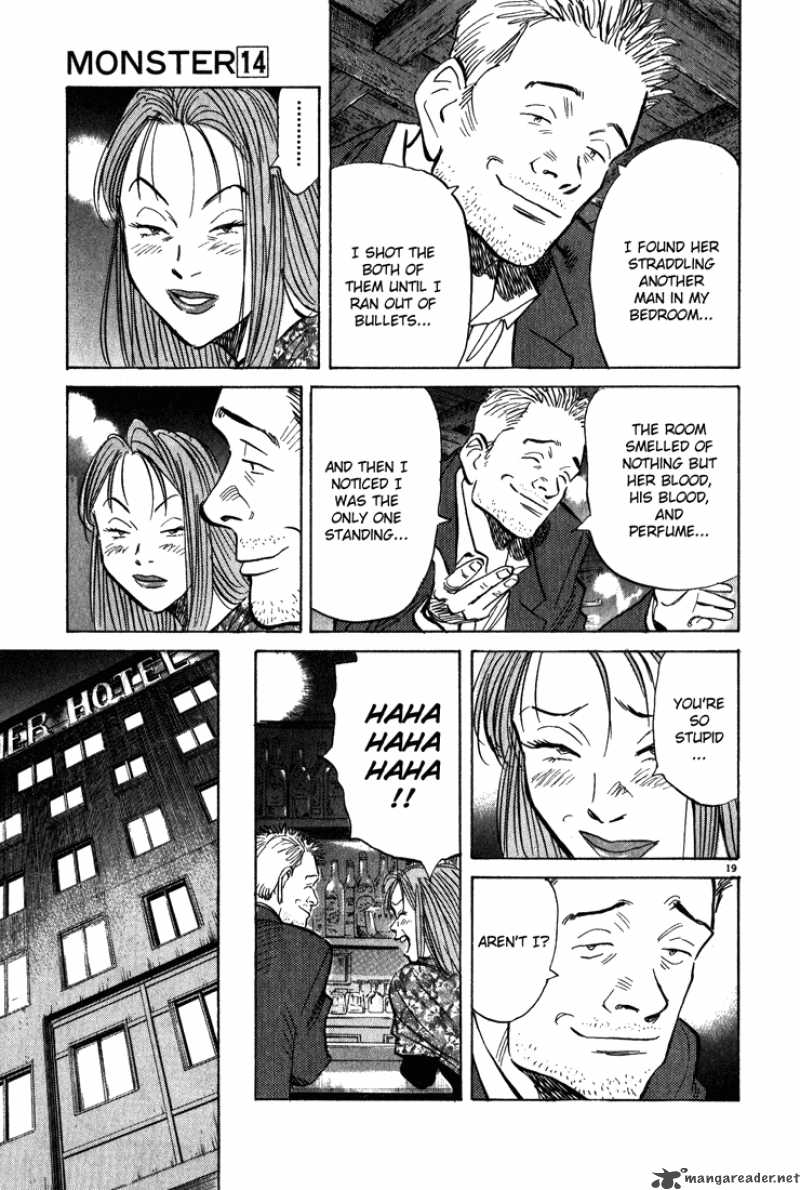 MONSTER 14
I FOUND HER
STRADDLING
ANOTHER
MAN IN MY
BEDROOM...
I SHOT THE
BOTH OF
THEM UNTIL I
RAN OUT OF
BULLETS...
..........
THE ROOM
SMELLED OF
NOTHING BUT
HER BLOOD,
HIS BLOOD,
AND
PERFUME...
AND THEN I
NOTICED I
WAS THE
ONLY ONE
STANDING...
YOU'RE
SO
STUPID
...
19
AREN'T I?
HAHA
HAHA
HAHA
!!
ER HOTEL
mangareader.net